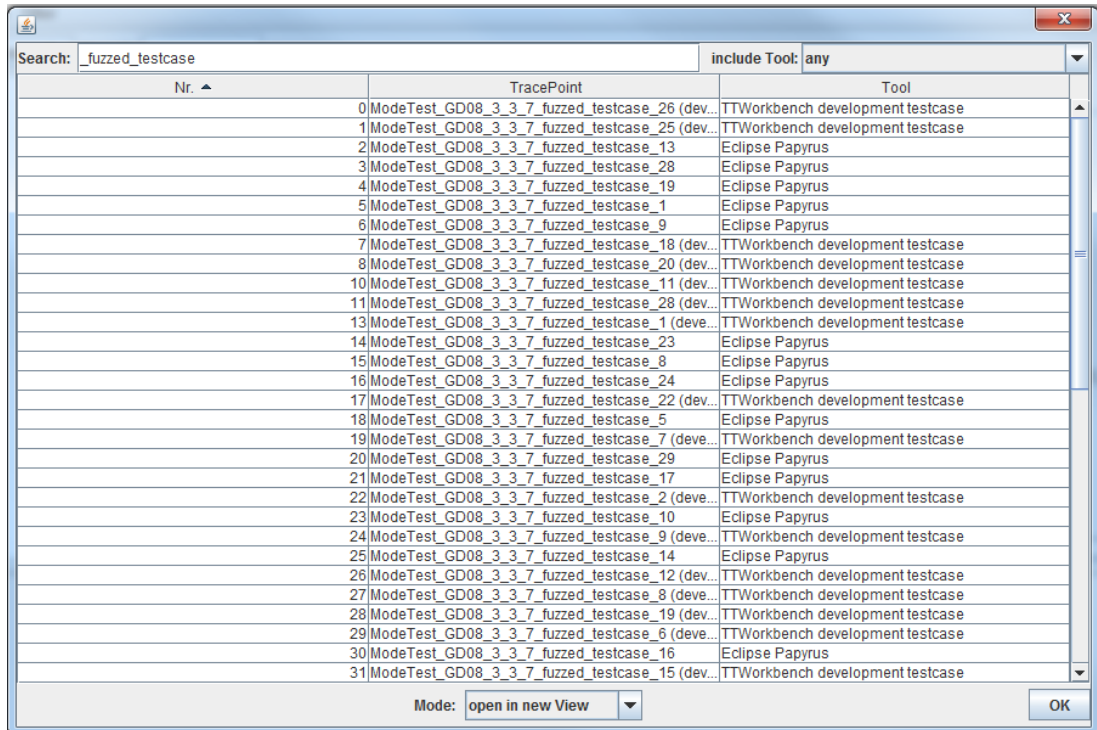 Search: _fuzzed_testcase include Tool: any
Nr. TracePoint Tool
0 ModeTest_GD08_3_3_7_fuzzed_testcase_26 (dev... TTWorkbench development testcase
1 ModeTest_GD08_3_3_7_fuzzed_testcase_25 (dev... TTWorkbench development testcase
2 ModeTest_GD08_3_3_7_fuzzed_testcase_13 Eclipse Papyrus
3 ModeTest_GD08_3_3_7_fuzzed_testcase_28 Eclipse Papyrus
4 ModeTest_GD08_3_3_7_fuzzed_testcase_19 Eclipse Papyrus
5 ModeTest_GD08_3_3_7_fuzzed_testcase_1 Eclipse Papyrus
6 ModeTest_GD08_3_3_7_fuzzed_testcase_9 Eclipse Papyrus
7 ModeTest_GD08_3_3_7_fuzzed_testcase_18 (dev... TTWorkbench development testcase
8 ModeTest_GD08_3_3_7_fuzzed_testcase_20 (dev... TTWorkbench development testcase
10 ModeTest_GD08_3_3_7_fuzzed_testcase_11 (dev... TTWorkbench development testcase
11 ModeTest_GD08_3_3_7_fuzzed_testcase_28 (dev... TTWorkbench development testcase
13 ModeTest_GD08_3_3_7_fuzzed_testcase_1 (deve... TTWorkbench development testcase
14 ModeTest_GD08_3_3_7_fuzzed_testcase_23 Eclipse Papyrus
15 ModeTest_GD08_3_3_7_fuzzed_testcase_8 Eclipse Papyrus
16 ModeTest_GD08_3_3_7_fuzzed_testcase_24 Eclipse Papyrus
17 ModeTest_GD08_3_3_7_fuzzed_testcase_22 (dev... TTWorkbench development testcase
18 ModeTest_GD08_3_3_7_fuzzed_testcase_5 Eclipse Papyrus
19 ModeTest_GD08_3_3_7_fuzzed_testcase_7 (deve... TTWorkbench development testcase
20 ModeTest_GD08_3_3_7_fuzzed_testcase_29 Eclipse Papyrus
21 ModeTest_GD08_3_3_7_fuzzed_testcase_17 Eclipse Papyrus
22 ModeTest_GD08_3_3_7_fuzzed_testcase_2 (deve... TTWorkbench development testcase
23 ModeTest_GD08_3_3_7_fuzzed_testcase_10 Eclipse Papyrus
24 ModeTest_GD08_3_3_7_fuzzed_testcase_9 (deve... TTWorkbench development testcase
25 ModeTest_GD08_3_3_7_fuzzed_testcase_14 Eclipse Papyrus
26 ModeTest_GD08_3_3_7_fuzzed_testcase_12 (dev... TTWorkbench development testcase
27 ModeTest_GD08_3_3_7_fuzzed_testcase_8 (deve... TTWorkbench development testcase
28 ModeTest_GD08_3_3_7_fuzzed_testcase_19 (dev... TTWorkbench development testcase
29 ModeTest_GD08_3_3_7_fuzzed_testcase_6 (deve... TTWorkbench development testcase
30 ModeTest_GD08_3_3_7_fuzzed_testcase_16 Eclipse Papyrus
31 ModeTest_GD08_3_3_7_fuzzed_testcase_15 (dev... TTWorkbench development testcase
Mode: open in new View OK